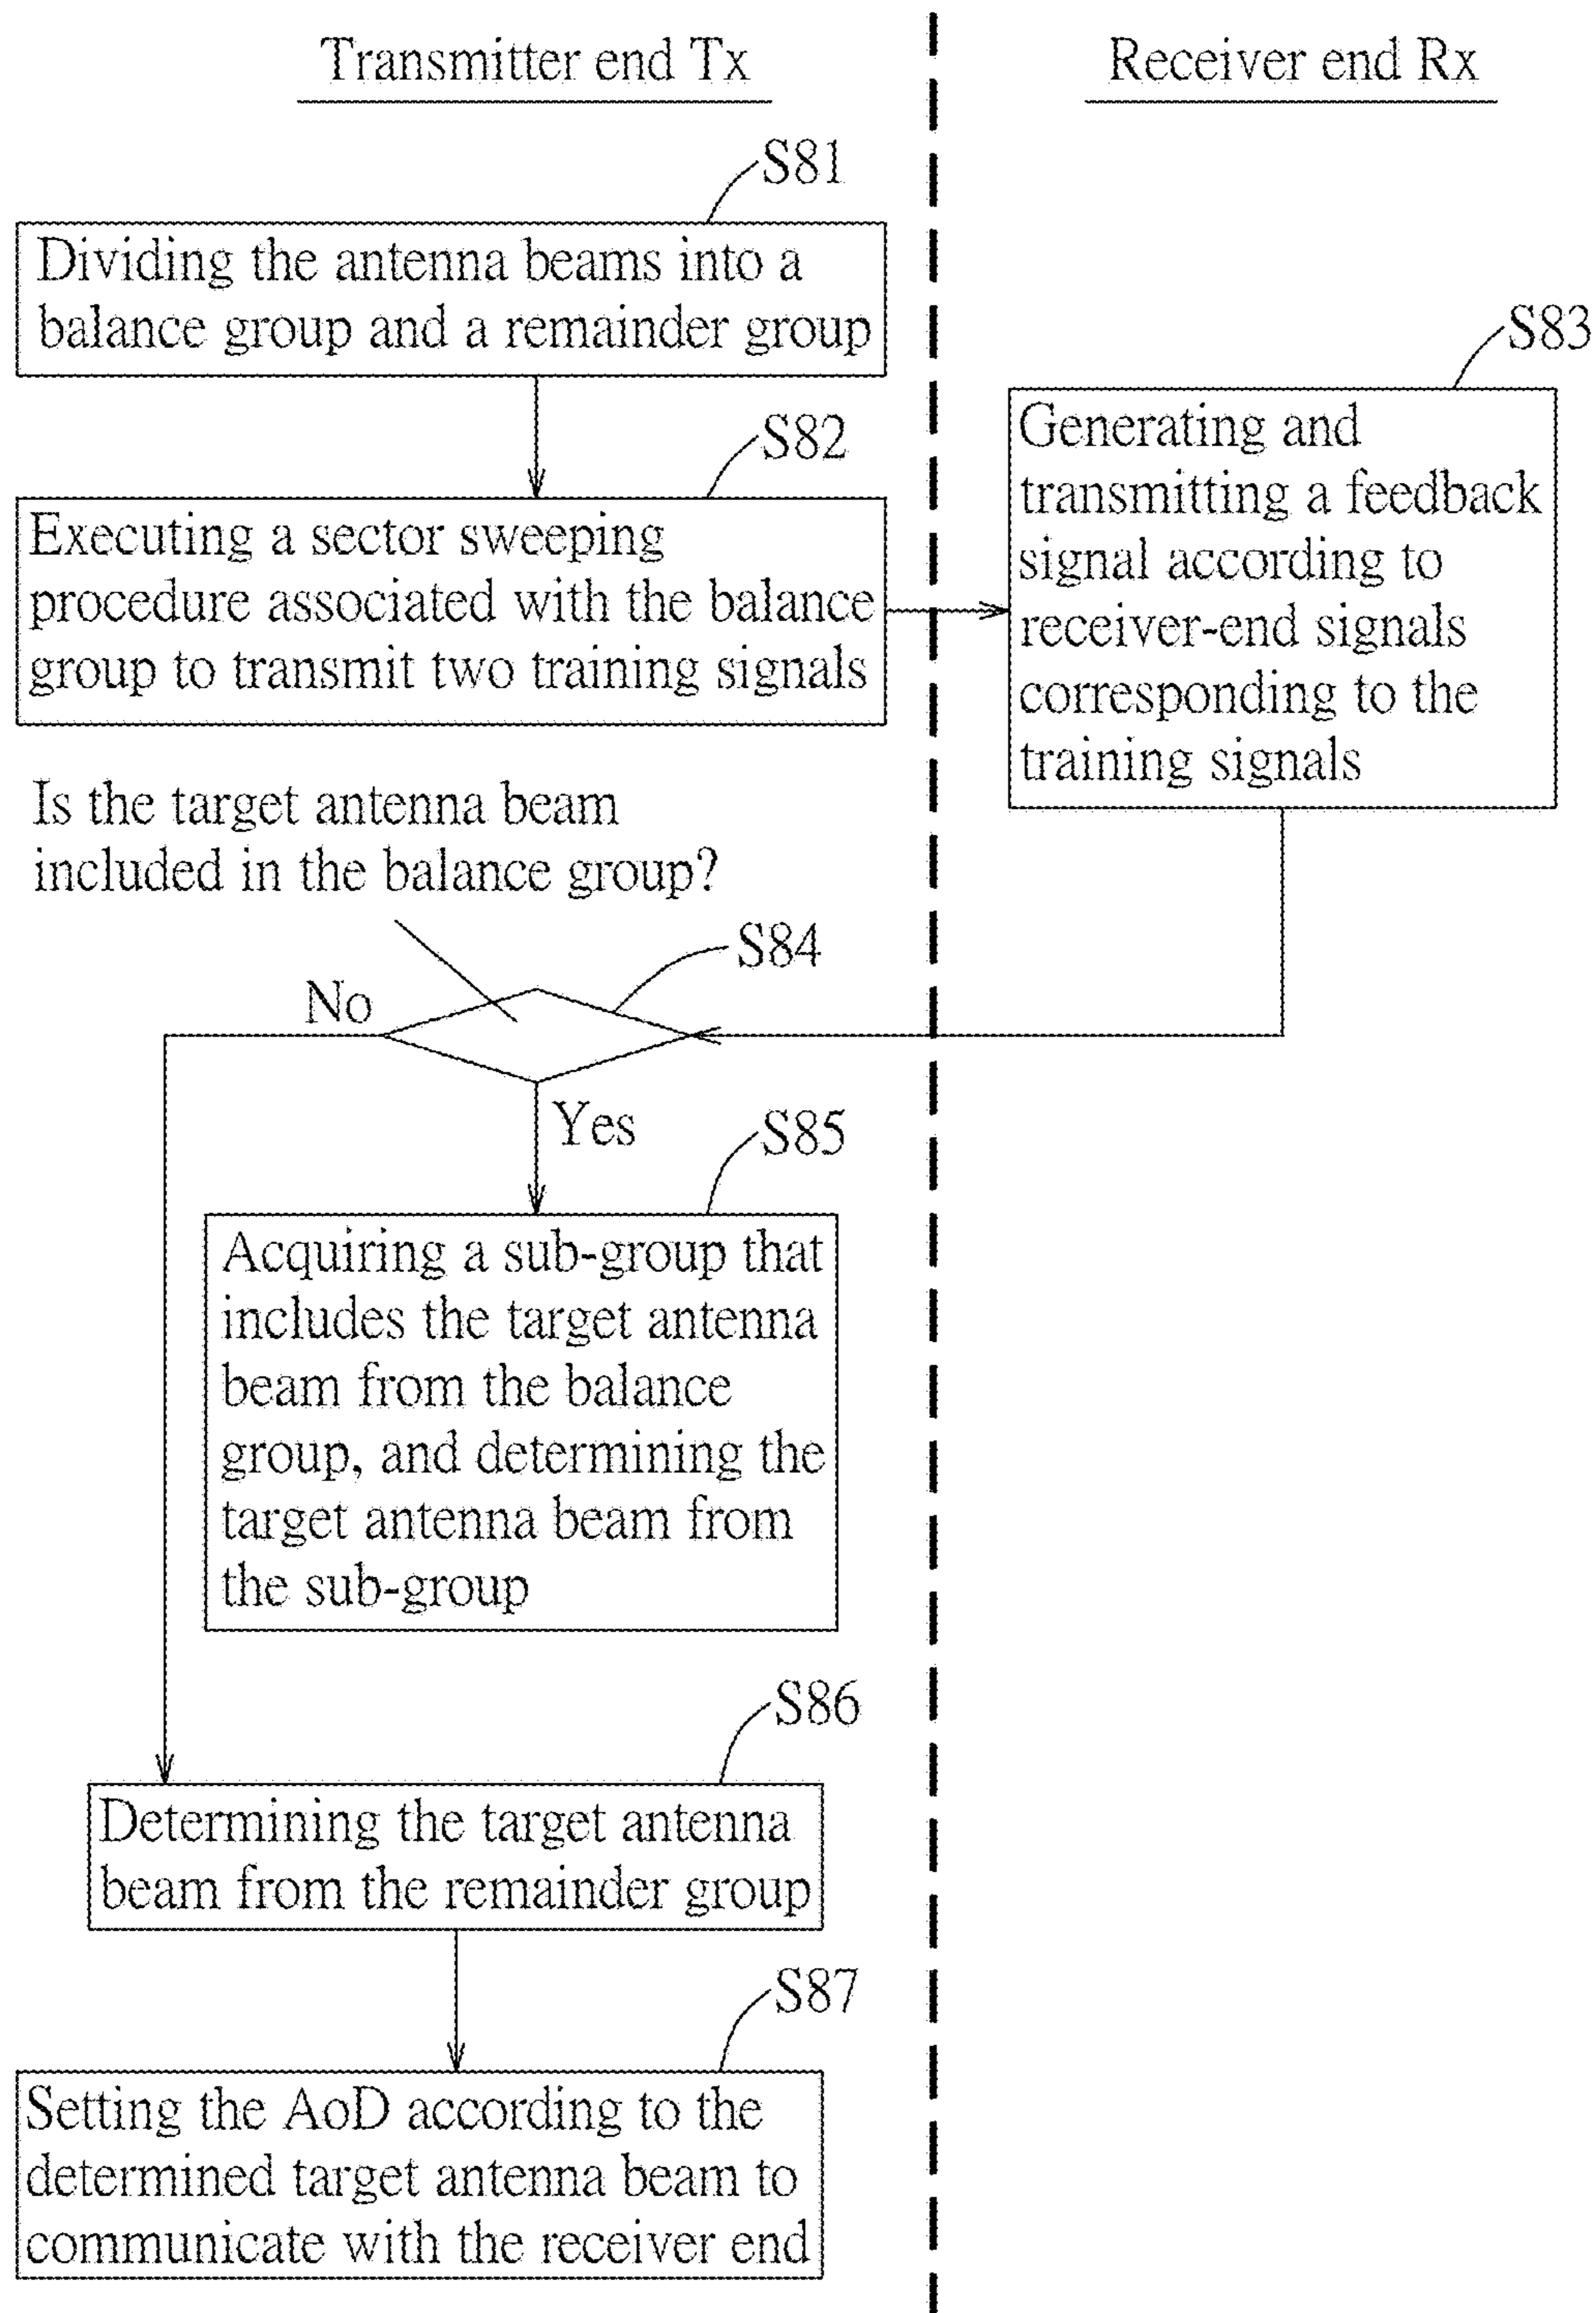 Transmitter end Tx
Receiver end Rx
S81
Dividing the antenna beams into a
balance group and a remainder group
S82
Executing a sector sweeping
procedure associated with the balance
group to transmit two training signals
S83
Generating and
transmitting a feedback
signal according to
receiver-end signals
corresponding to the
training signals
Is the target antenna beam
included in the balance group?
S84
No
Yes
S85
Acquiring a sub-group that
includes the target antenna
beam from the balance
group, and determining the
target antenna beam from
the sub-group
S86
Determining the target antenna
beam from the remainder group
S87
Setting the AoD according to the
determined target antenna beam to
communicate with the receiver end